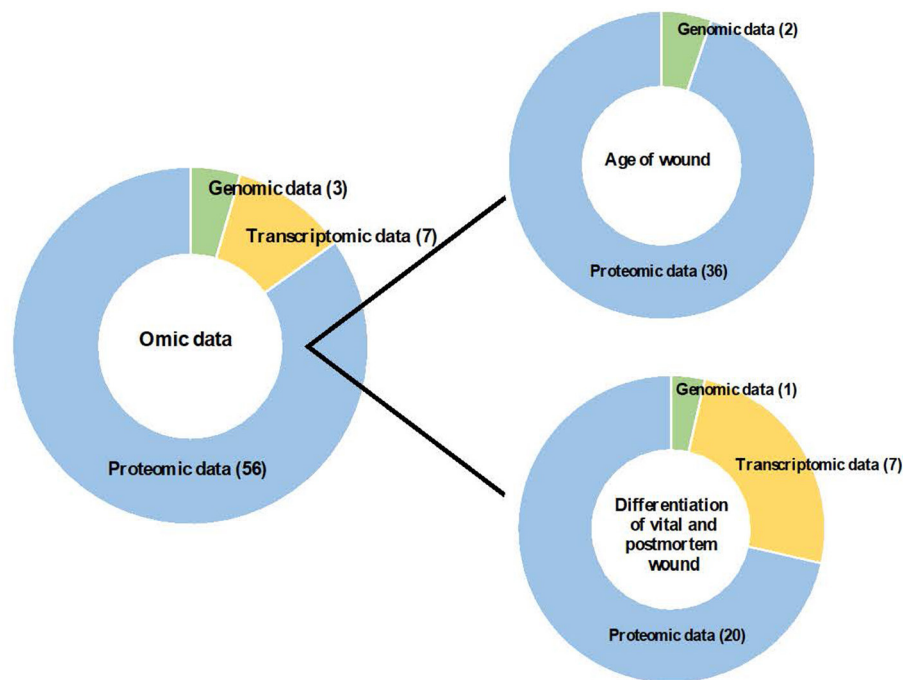 Genomic data (3)
Transcriptomic data (7)
Omic data
Proteomic data (56)
Genomic data (2)
Age of wound
Proteomic data (36)
Genomic data (1)
Transcriptomic data (7)
Differentiation
of vital and
postmortem
wound
Proteomic data (20)